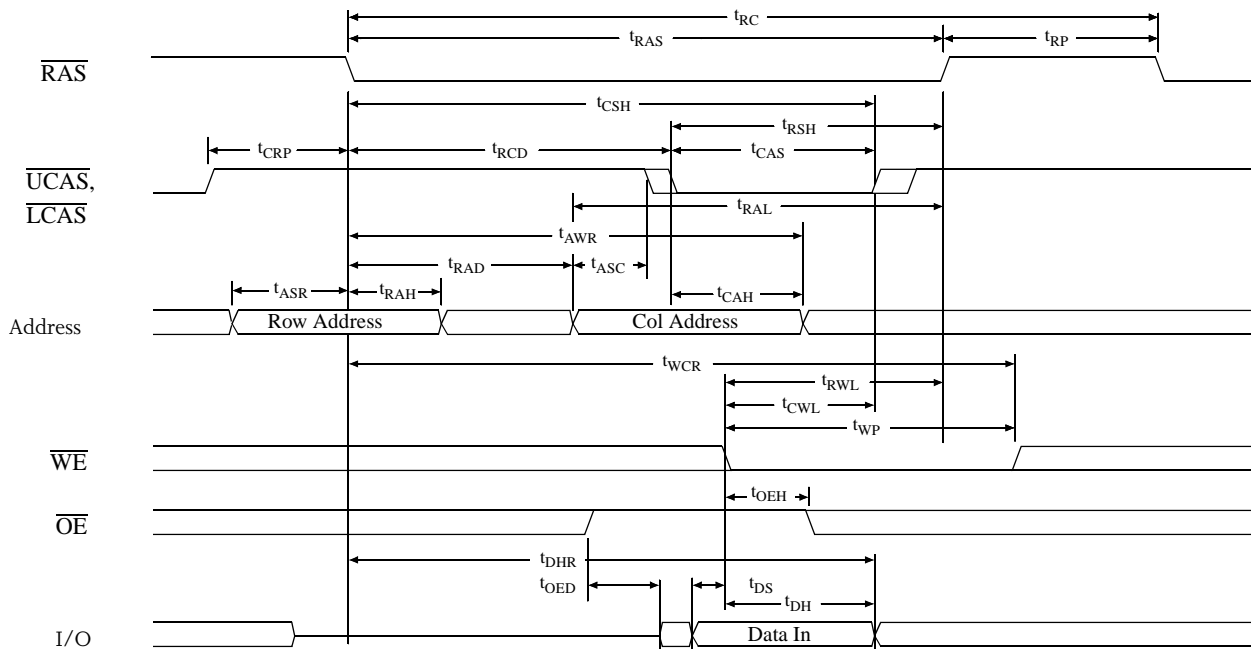 tRC
tRAS
tRP
RAS
tCSH
tRSH
tCRP
tRCD
tCAS
UCAS,
LCAS
tRAL
tAWR
tRAD
tASC
tASR
tRAH
tCAH
Address
Row Address
Col Address
tWCR
tRWL
tCWL
tWP
WE
tOEH
OE
tDHR
tOED
tDS
tDH
I/O
Data In